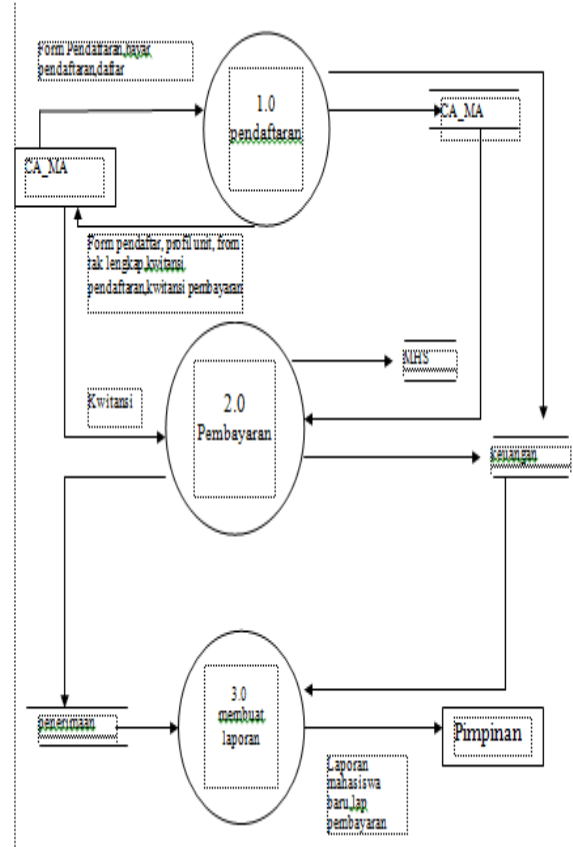 Form Pendaftaran,bayar
pendaftaran,daftar
1.0
pendaftaran
CA_MA
CA_MA
Form pendaftar, profil unit, from
tak lengkap,kwitansi
pendaftaran,kwitansi pembayaran
MHS
Kwitansi
2.0
Pembayaran
keuangan
3.0
membuat
laporan
penerimaan
Pimpinan
Laporan
mahasiswa
baru,lap
pembayaran